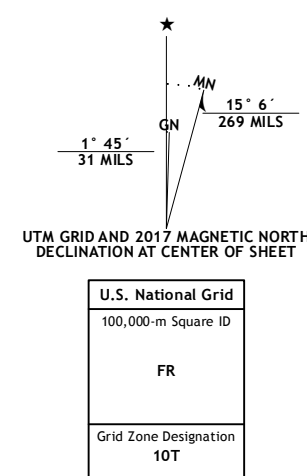 ★
MN
GN
15° 6´
269 MILS
1° 45´
31 MILS
UTM GRID AND 2017 MAGNETIC NORTH
DECLINATION AT CENTER OF SHEET
U.S. National Grid
100,000-m Square ID
FR
Grid Zone Designation
10T